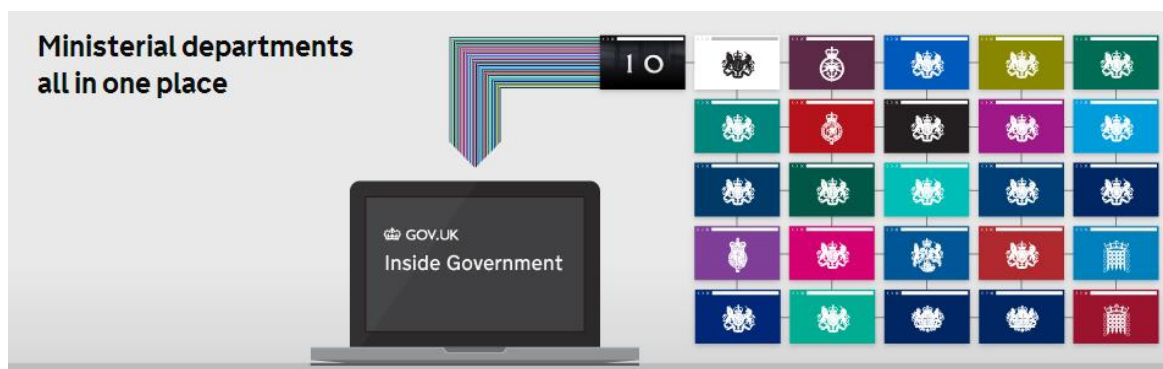 Ministerial departments
all in one place
10
GOV.UK
Inside Government